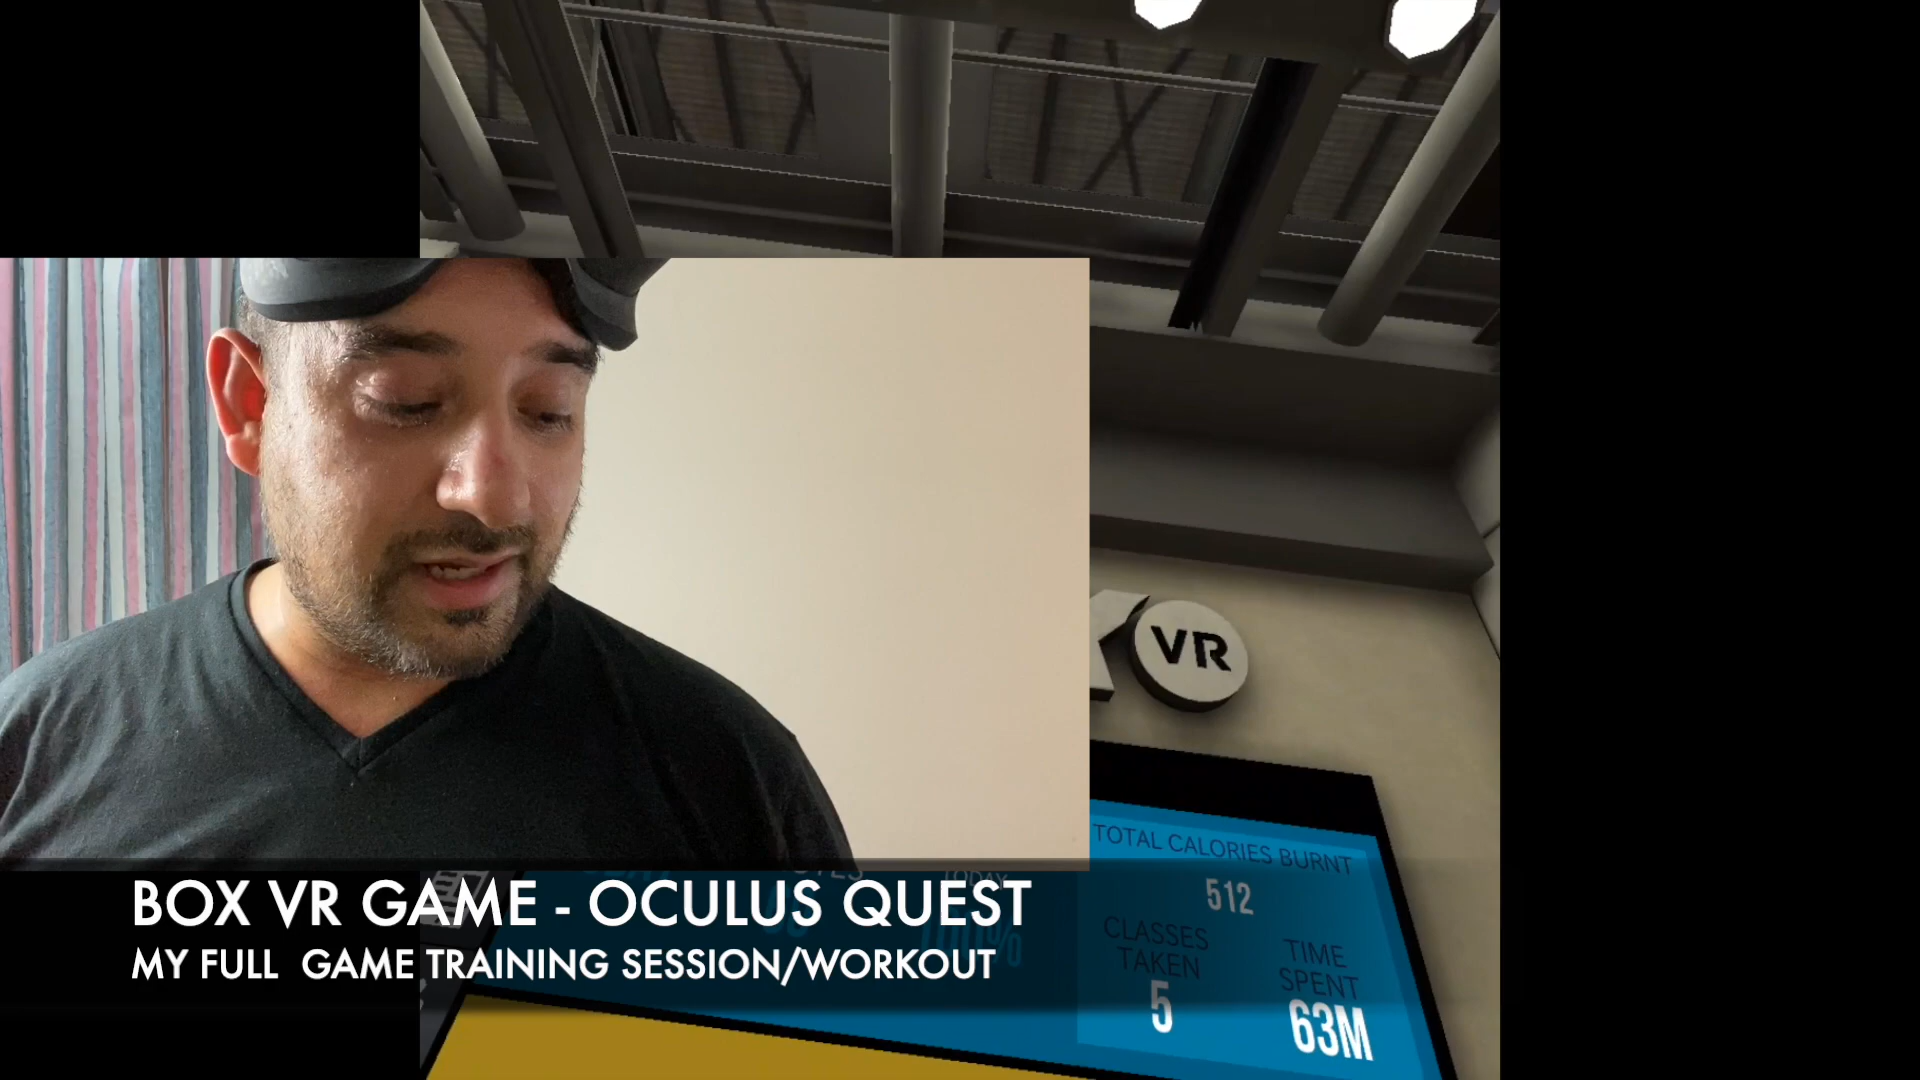 VR
TOTAL CALORIES BURNT
512
CLASSES
TAKEN
5
TIME
SPENT
63M
TODAY
BOX VR GAME - OCULUS QUEST
MY FULL GAME TRAINING SESSION/WORKOUT